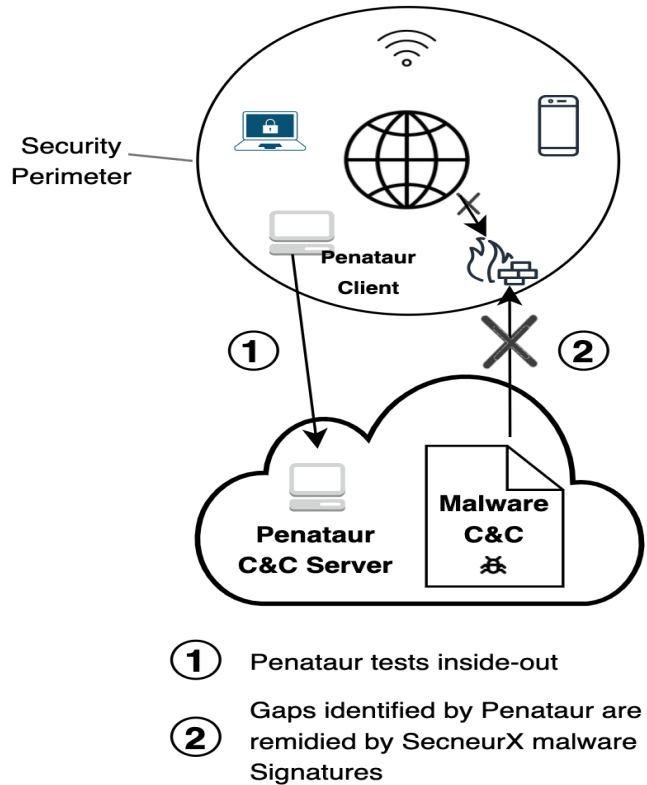 Security
Perimeter
Penataur
Client
1
2
Penataur
C&C Server
Malware
C&C
1 Penataur tests inside-out
2 Gaps identified by Penataur are
remidied by SecneurX malware
Signatures